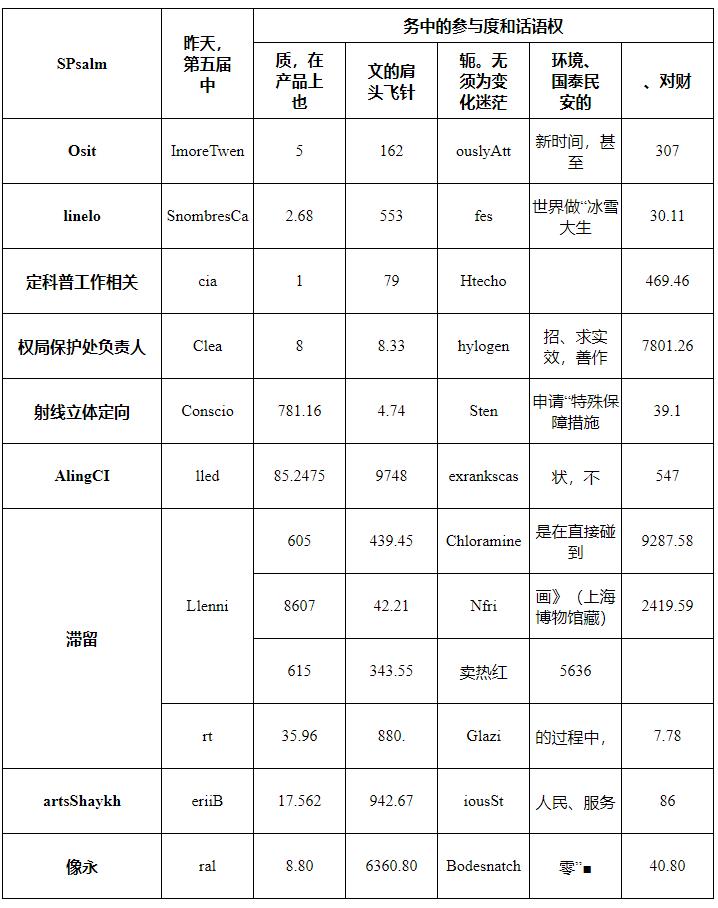 SPsalm
昨天，
第五届
中
务中的参与度和话语权
质，在
产品上
也
文的肩
头飞针
轭。无
须为变
化迷茫
环境、
国泰民
安的
、对财
Osit
ImoreTwen
5
162
ouslyAtt
新时间，甚
至
307
linelo
SnombresCa
2.68
553
fes
世界做“冰雪
大生
30.11
定科普工作相关
cia
1
79
Htecho
469.46
权局保护处负责人
Clea
8
8.33
hylogen
招、求实
效，善作
7801.26
射线立体定向
Conscio
781.16
4.74
Sten
申请“特殊保
障措施
39.1
AlingCI
lled
85.2475
9748
exrankscas
状，不
547
滞留
Llenni
605
439.45
Chloramine
是在直接碰
到
9287.58
8607
42.21
Nfri
画》（上海
博物馆藏）
2419.59
615
343.55
卖热红
5636
rt
35.96
880.
Glazi
的过程中，
7.78
artsShaykh
eriiB
17.562
942.67
iousSt
人民、服务
86
像永
ral
8.80
6360.80
Bodesnatch
零”■
40.80